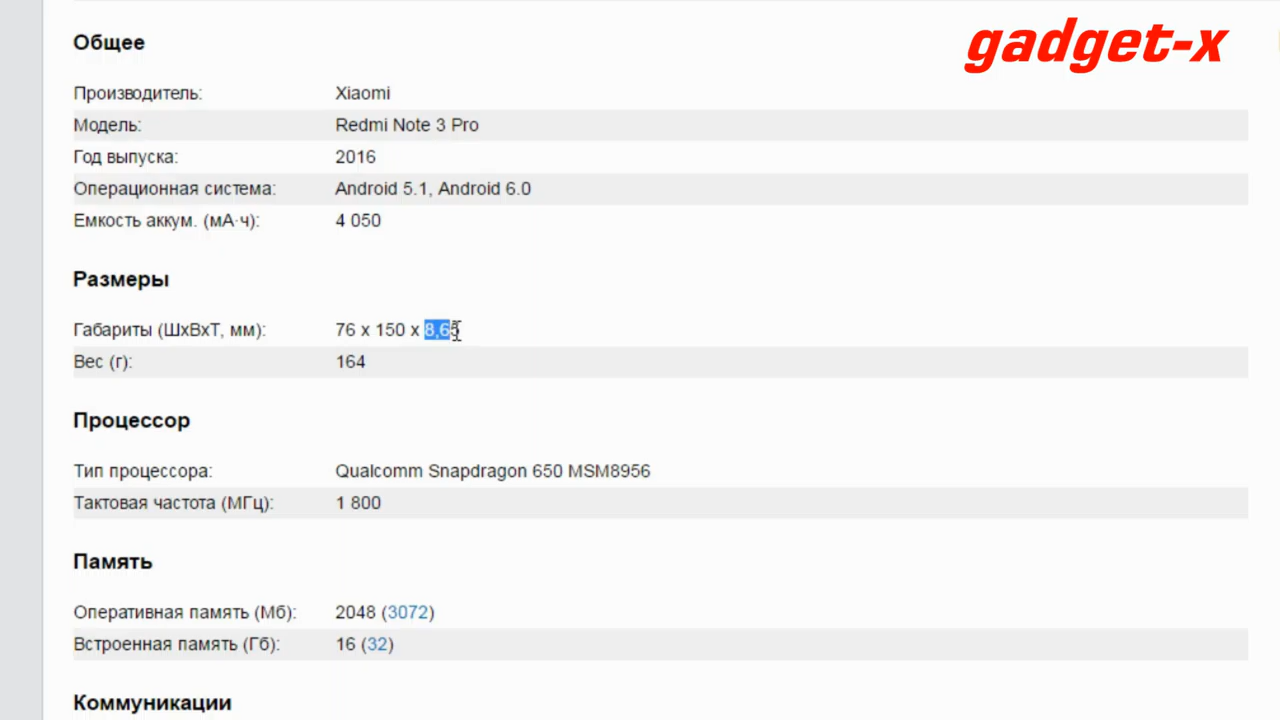 gadget-x
Общее
Производитель: Xiaomi
Модель: Redmi Note 3 Pro
Год выпуска: 2016
Операционная система: Android 5.1, Android 6.0
Емкость аккум. (мА·ч): 4 050
Размеры
Габариты (ШхВхТ, мм): 76 x 150 x 8,65
Вес (г): 164
Процессор
Тип процессора: Qualcomm Snapdragon 650 MSM8956
Тактовая частота (МГц): 1 800
Память
Оперативная память (Мб): 2048 (3072)
Встроенная память (Гб): 16 (32)
Коммуникации